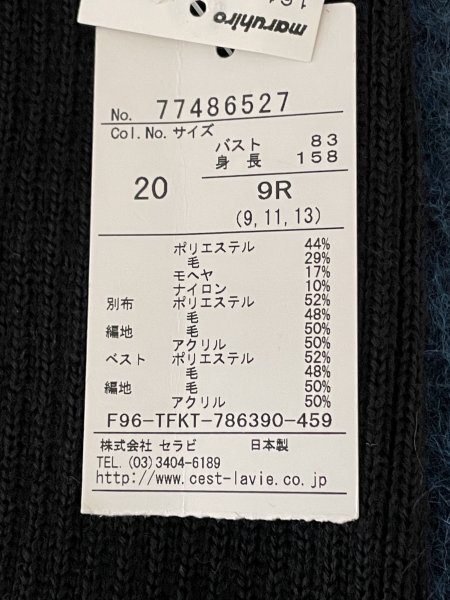 maruhiro
No. 77486527
Col.No. サイズ
バスト 83
身長 158
20 9R
(9,11,13)
ポリエステル 44%
毛 29%
モヘヤ 17%
ナイロン 10%
別布 ポリエステル 52%
毛 48%
編地 毛 50%
アクリル 50%
ベスト ポリエステル 52%
毛 48%
編地 毛 50%
アクリル 50%
F96-TFKT-786390-459
株式会社 セラビ 日本製
TEL. (03)3404-6189
http://www.cest-lavie.co.jp